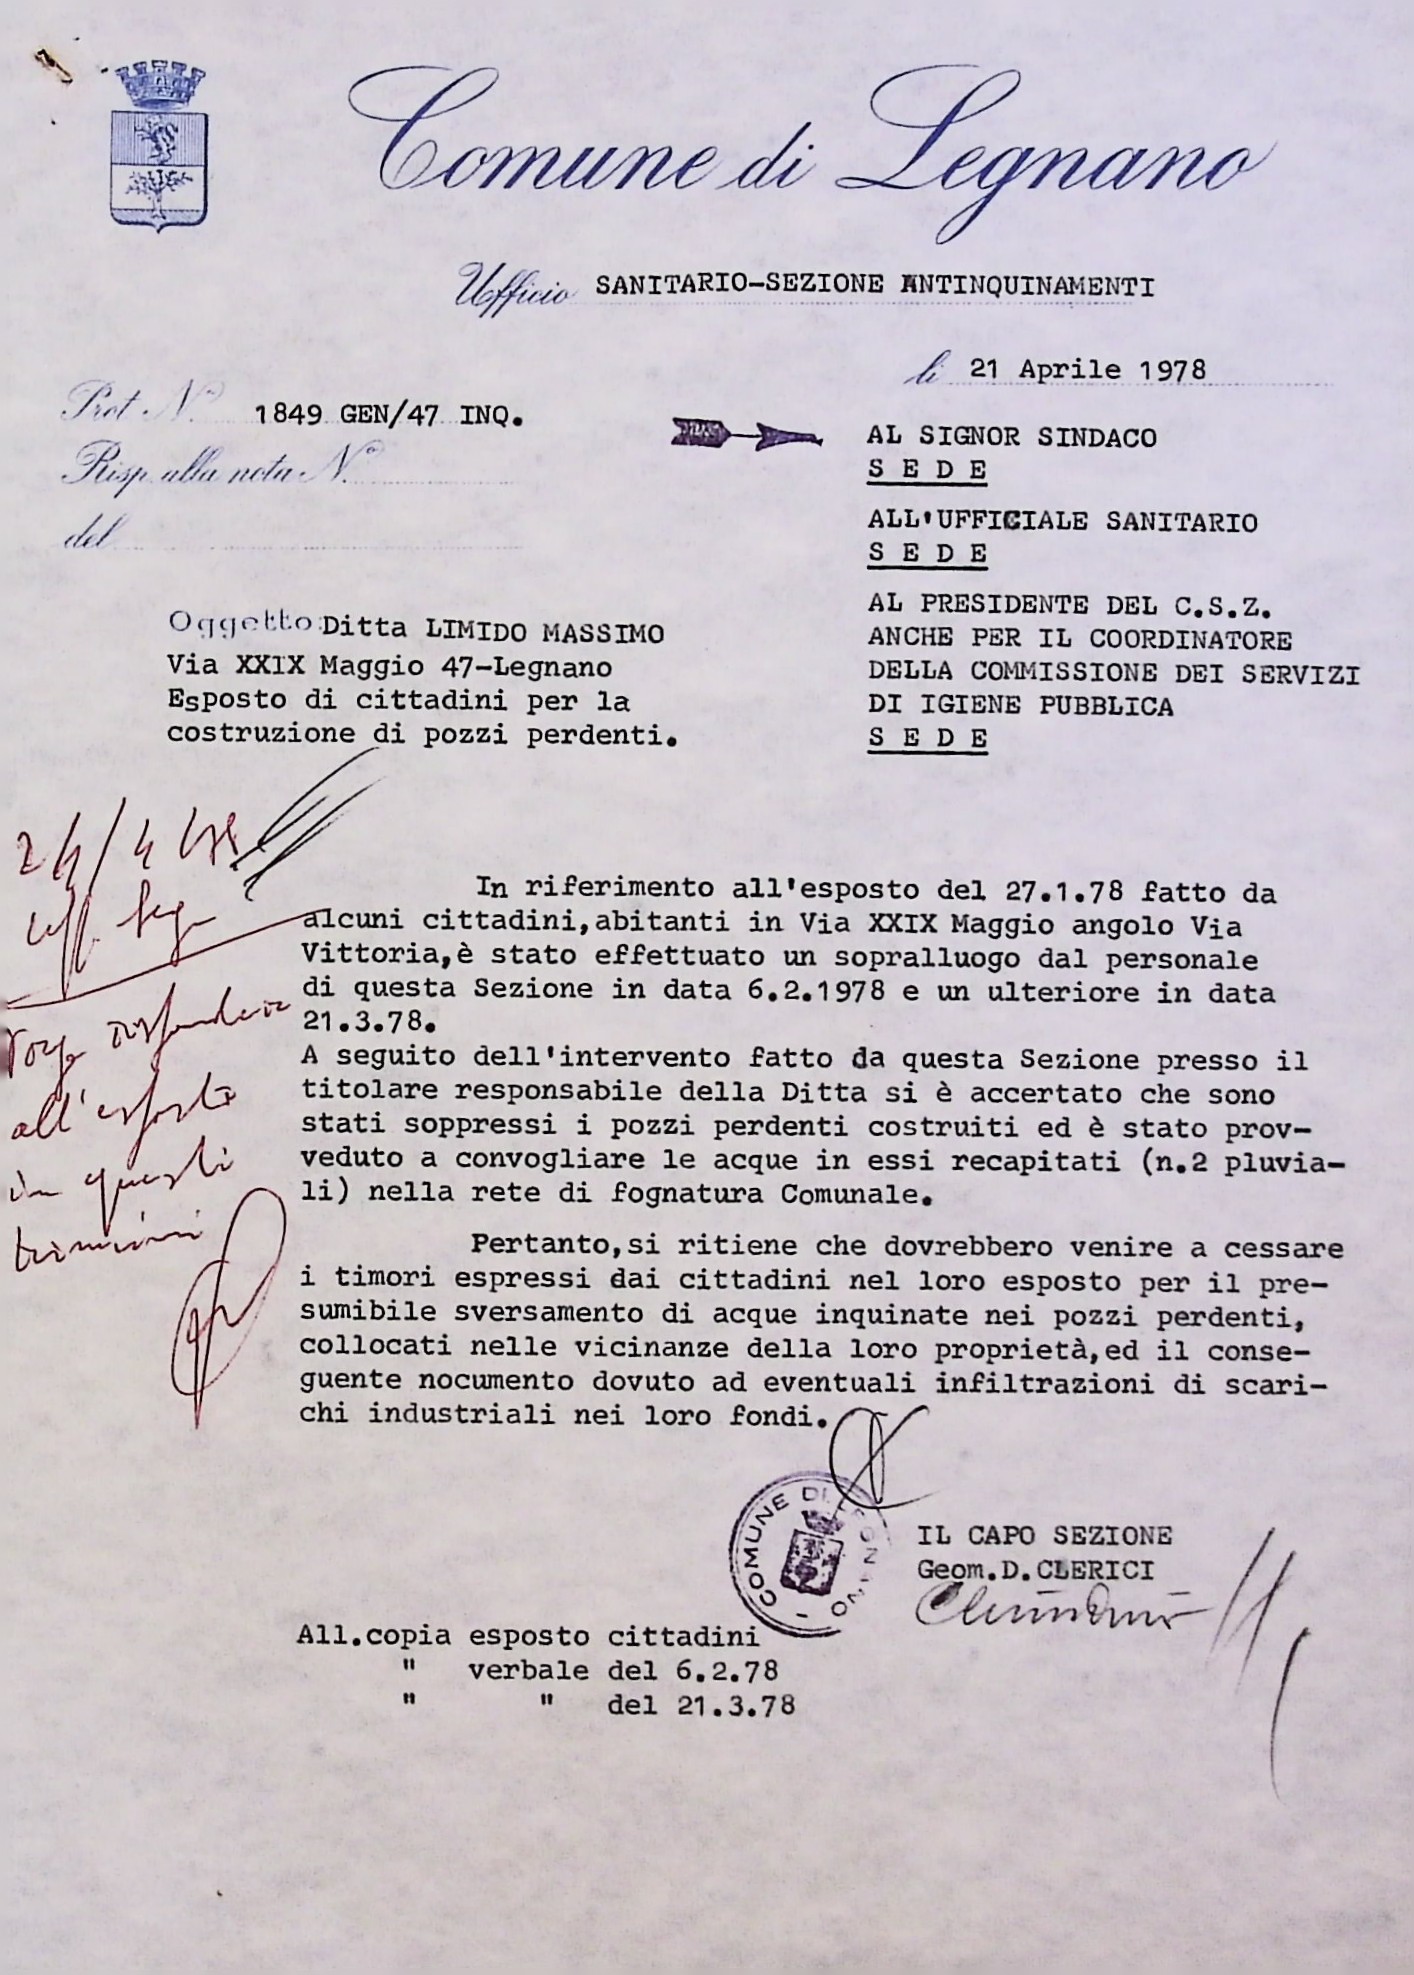 Comune di Legnano
Ufficio SANITARIO-SEZIONE ANTINQUINAMENTI
li 21 Aprile 1978
Prot. N.° 1849 GEN/47 INQ.
Risp. alla nota N.°
del
AL SIGNOR SINDACO
S E D E
ALL'UFFICIALE SANITARIO
S E D E
AL PRESIDENTE DEL C.S.Z.
ANCHE PER IL COORDINATORE
DELLA COMMISSIONE DEI SERVIZI
DI IGIENE PUBBLICA
S E D E
Oggetto: Ditta LIMIDO MASSIMO
Via XXIX Maggio 47-Legnano
Esposto di cittadini per la
costruzione di pozzi perdenti.
24/4
all'esposto
in questi
termini
In riferimento all'esposto del 27.1.78 fatto da
alcuni cittadini,abitanti in Via XXIX Maggio angolo Via
Vittoria,è stato effettuato un sopralluogo dal personale
di questa Sezione in data 6.2.1978 e un ulteriore in data
21.3.78.
A seguito dell'intervento fatto da questa Sezione presso il
titolare responsabile della Ditta si è accertato che sono
stati soppressi i pozzi perdenti costruiti ed è stato prov-
veduto a convogliare le acque in essi recapitati (n.2 pluvia-
li) nella rete di fognatura Comunale.
Pertanto,si ritiene che dovrebbero venire a cessare
i timori espressi dai cittadini nel loro esposto per il pre-
sumibile sversamento di acque inquinate nei pozzi perdenti,
collocati nelle vicinanze della loro proprietà,ed il conse-
guente nocumento dovuto ad eventuali infiltrazioni di scari-
chi industriali nei loro fondi.
COMUNE DI LEGNANO
IL CAPO SEZIONE
Geom.D.CLERICI
All.copia esposto cittadini
" verbale del 6.2.78
" " del 21.3.78